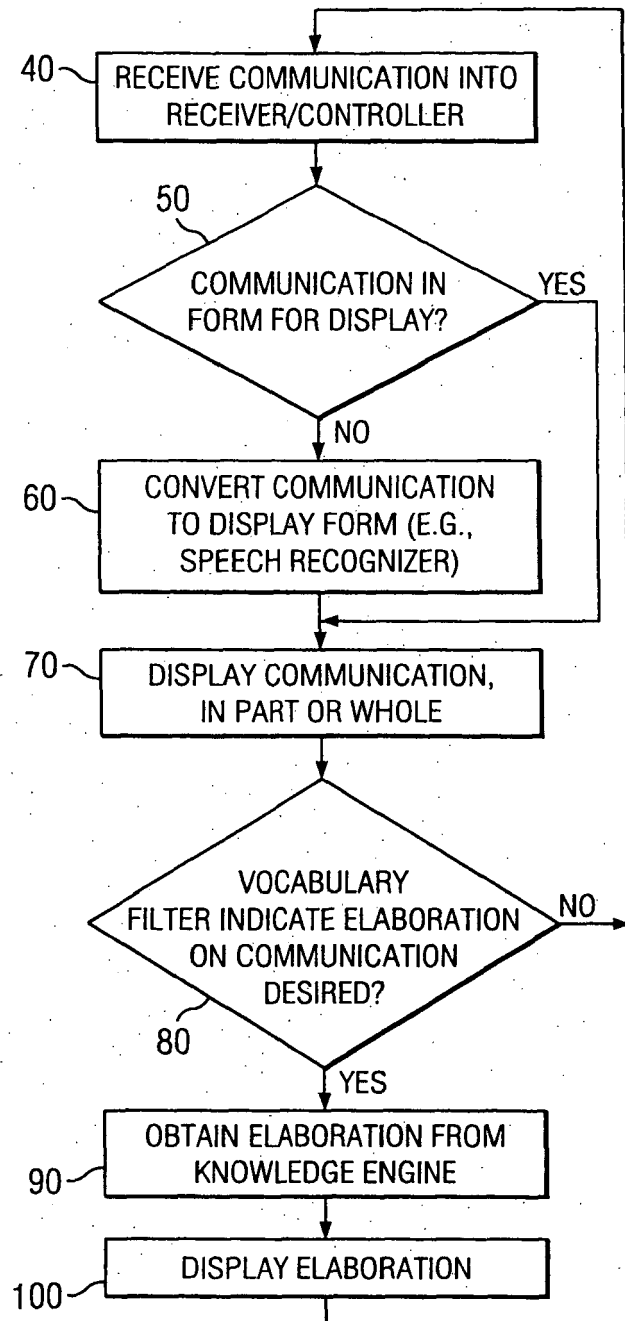 40
RECEIVE COMMUNICATION INTO
RECEIVER/CONTROLLER
50
COMMUNICATION IN
FORM FOR DISPLAY?
YES
NO
60
CONVERT COMMUNICATION
TO DISPLAY FORM (E.G.,
SPEECH RECOGNIZER)
70
DISPLAY COMMUNICATION,
IN PART OR WHOLE
VOCABULARY
FILTER INDICATE ELABORATION
ON COMMUNICATION
DESIRED?
NO
80
YES
OBTAIN ELABORATION FROM
KNOWLEDGE ENGINE
90
DISPLAY ELABORATION
100